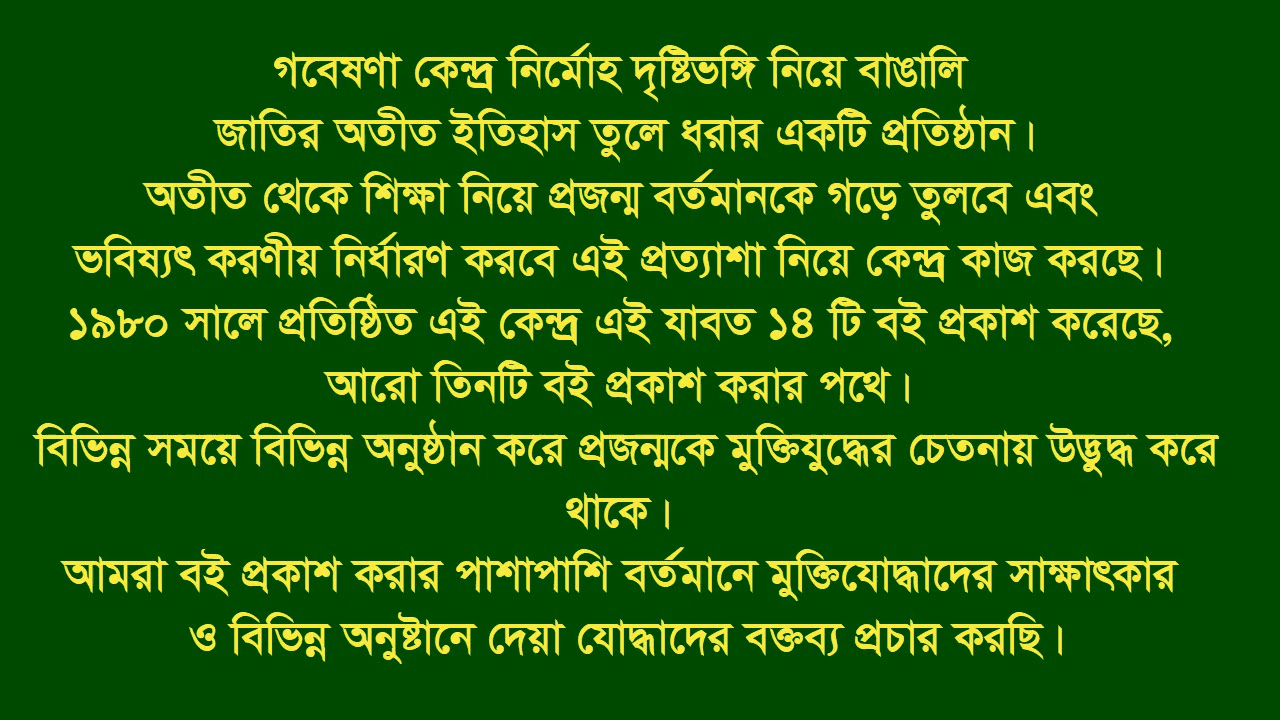 গবেষণা কেন্দ্র নির্মোহ দৃষ্টিভঙ্গি নিয়ে বাঙালি
জাতির অতীত ইতিহাস তুলে ধরার একটি প্রতিষ্ঠান।
অতীত থেকে শিক্ষা নিয়ে প্রজন্ম বর্তমানকে গড়ে তুলবে এবং
ভবিষ্যৎ করণীয় নির্ধারণ করবে এই প্রত্যাশা নিয়ে কেন্দ্র কাজ করছে।
১৯৮০ সালে প্রতিষ্ঠিত এই কেন্দ্র এই যাবত ১৪ টি বই প্রকাশ করেছে,
আরো তিনটি বই প্রকাশ করার পথে।
বিভিন্ন সময়ে বিভিন্ন অনুষ্ঠান করে প্রজন্মকে মুক্তিযুদ্ধের চেতনায় উদ্ভুদ্ধ করে
থাকে।
আমরা বই প্রকাশ করার পাশাপাশি বর্তমানে মুক্তিযোদ্ধাদের সাক্ষাৎকার
ও বিভিন্ন অনুষ্টানে দেয়া যোদ্ধাদের বক্তব্য প্রচার করছি।